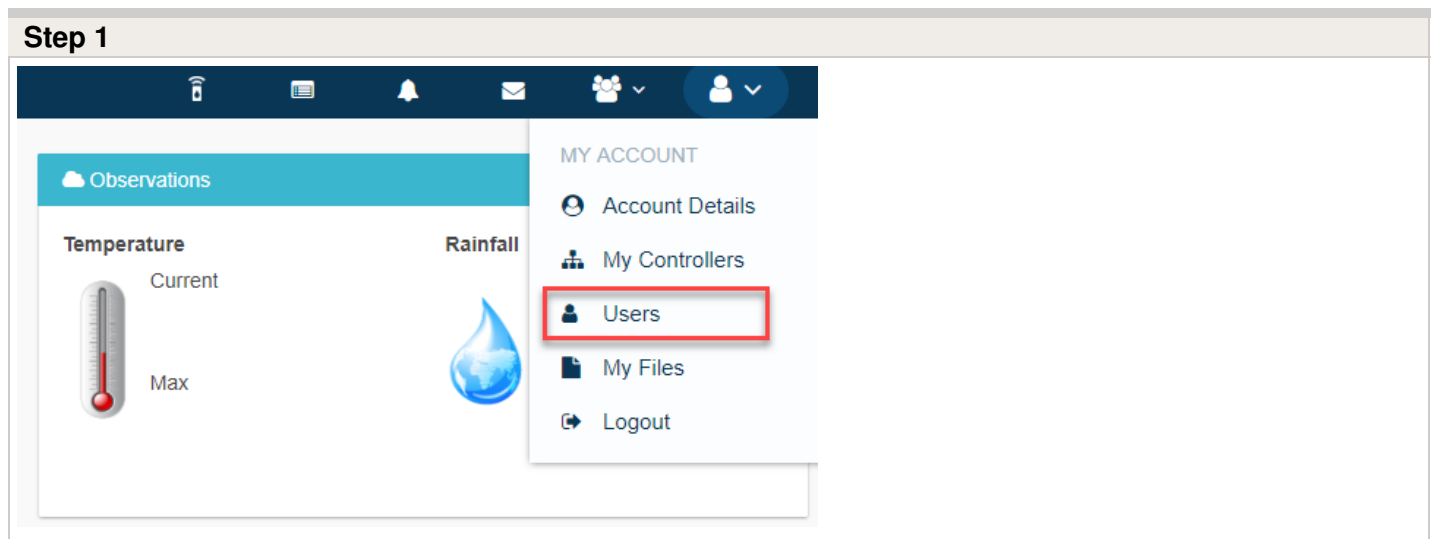 Step 1
Observations
Temperature
Current
Max
Rainfall
MY ACCOUNT
Account Details
My Controllers
Users
My Files
Logout